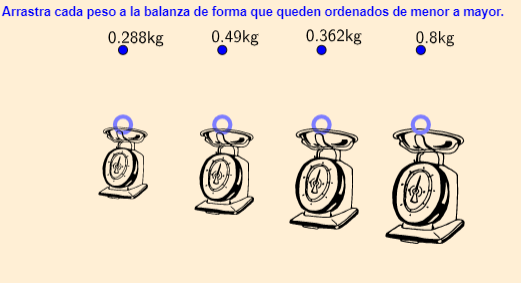 Arrastra cada peso a la balanza de forma que queden ordenados de menor a mayor.
0.288kg 0.49kg 0.362kg 0.8kg